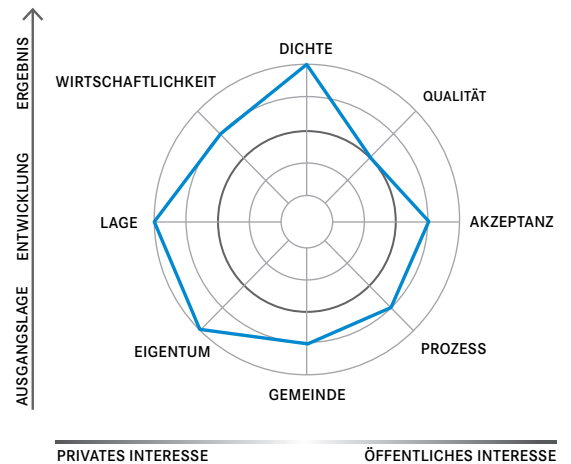 ERGEBNIS
ENTWICKLUNG
AUSGANGSLAGE
DICHTE
WIRTSCHAFTLICHKEIT
QUALITÄT
LAGE
AKZEPTANZ
EIGENTUM
PROZESS
GEMEINDE
PRIVATES INTERESSE
ÖFFENTLICHES INTERESSE